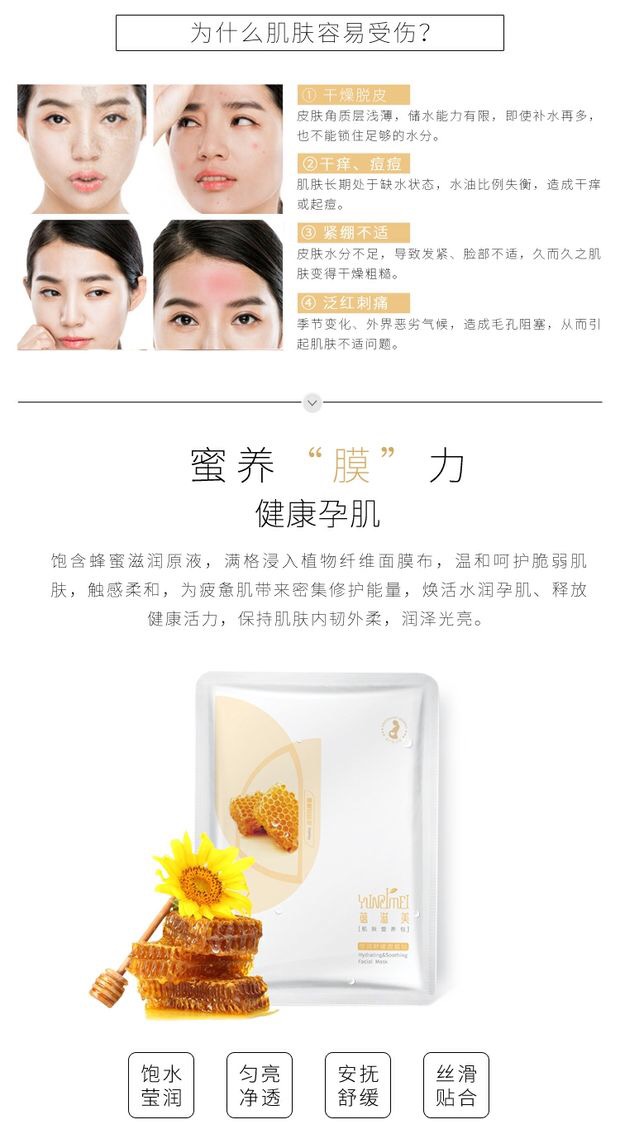 为什么肌肤容易受伤？
① 干燥脱皮
皮肤角质层浅薄，储水能力有限，即使补水再多，
也不能锁住足够的水分。
②干痒、痘痘
肌肤长期处于缺水状态，水油比例失衡，造成干痒
或起痘。
③ 紧绷不适
皮肤水分不足，导致发紧、脸部不适，久而久之肌
肤变得干燥粗糙。
④ 泛红刺痛
季节变化、外界恶劣气候，造成毛孔阻塞，从而引
起肌肤不适问题。
蜜养“膜”力
健康孕肌
饱含蜂蜜滋润原液，满格浸入植物纤维面膜布，温和呵护脆弱肌
肤，触感柔和，为疲惫肌带来密集修护能量，焕活水润孕肌、释放
健康活力，保持肌肤内韧外柔，润泽光亮。
YUNZIMEI
蕴滋美
Hydrating&Soothing
Facial Mask
饱水
莹润
匀亮
净透
安抚
舒缓
丝滑
贴合